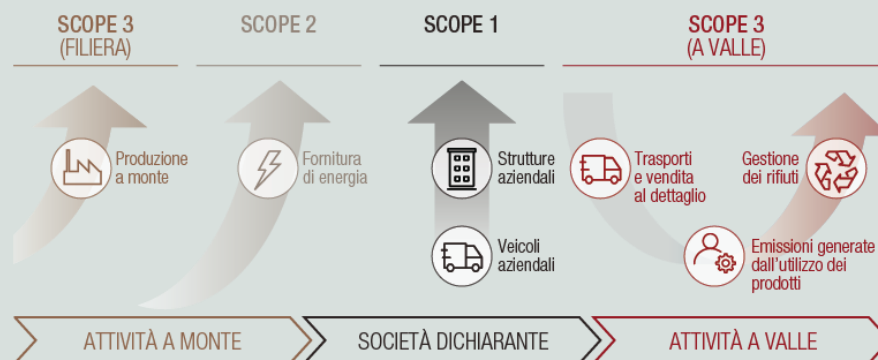 SCOPE 3
(FILIERA)
SCOPE 2
SCOPE 1
SCOPE 3
(A VALLE)
Produzione
a monte
Fornitura
di energia
Strutture
aziendali
Veicoli
aziendali
Trasporti
e vendita
al dettaglio
Gestione
dei rifiuti
Emissioni generate
dall'utilizzo dei
prodotti
ATTIVITÀ A MONTE
SOCIETÀ DICHIARANTE
ATTIVITÀ A VALLE